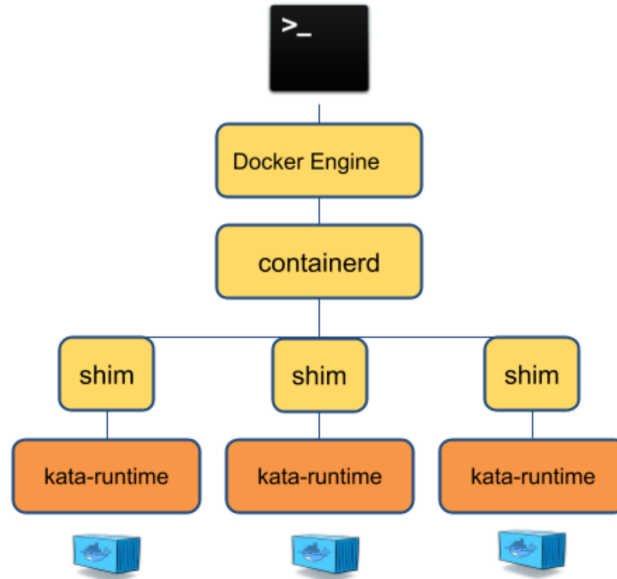 >_
Docker Engine
containerd
shim
shim
shim
kata-runtime
kata-runtime
kata-runtime